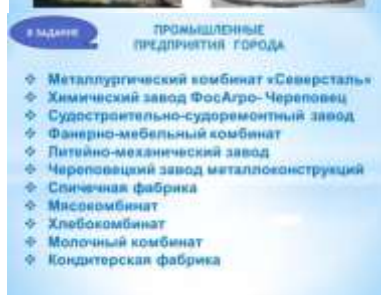 8 ЗАДАНИЕ
ПРОМЫШЛЕННЫЕ
ПРЕДПРИЯТИЯ ГОРОДА
Металлургический комбинат «Северсталь»
Химический завод ФосАгро- Череповец
Судостроительно-судоремонтный завод
Фанерно-мебельный комбинат
Литейно-механический завод
Череповецкий завод металлоконструкций
Спичечная фабрика
Мясокомбинат
Хлебокомбинат
Молочный комбинат
Кондитерская фабрика